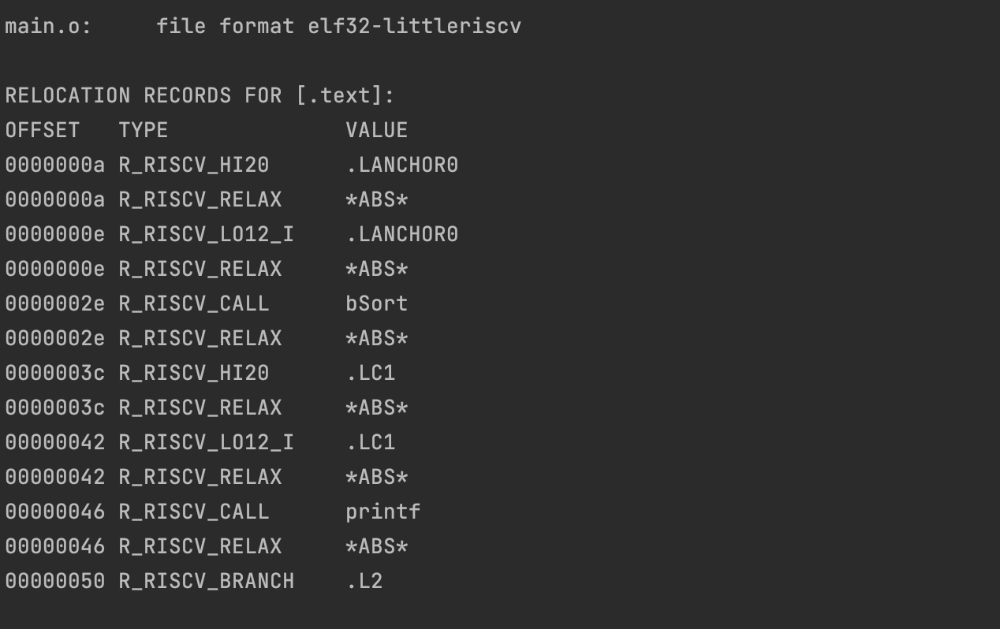 main.o:     file format elf32-littleriscv
RELOCATION RECORDS FOR [.text]:
OFFSET   TYPE              VALUE
0000000a R_RISCV_HI20      .LANCHOR0
0000000a R_RISCV_RELAX     *ABS*
0000000e R_RISCV_LO12_I    .LANCHOR0
0000000e R_RISCV_RELAX     *ABS*
0000002e R_RISCV_CALL      bSort
0000002e R_RISCV_RELAX     *ABS*
0000003c R_RISCV_HI20      .LC1
0000003c R_RISCV_RELAX     *ABS*
00000042 R_RISCV_LO12_I    .LC1
00000042 R_RISCV_RELAX     *ABS*
00000046 R_RISCV_CALL      printf
00000046 R_RISCV_RELAX     *ABS*
00000050 R_RISCV_BRANCH    .L2